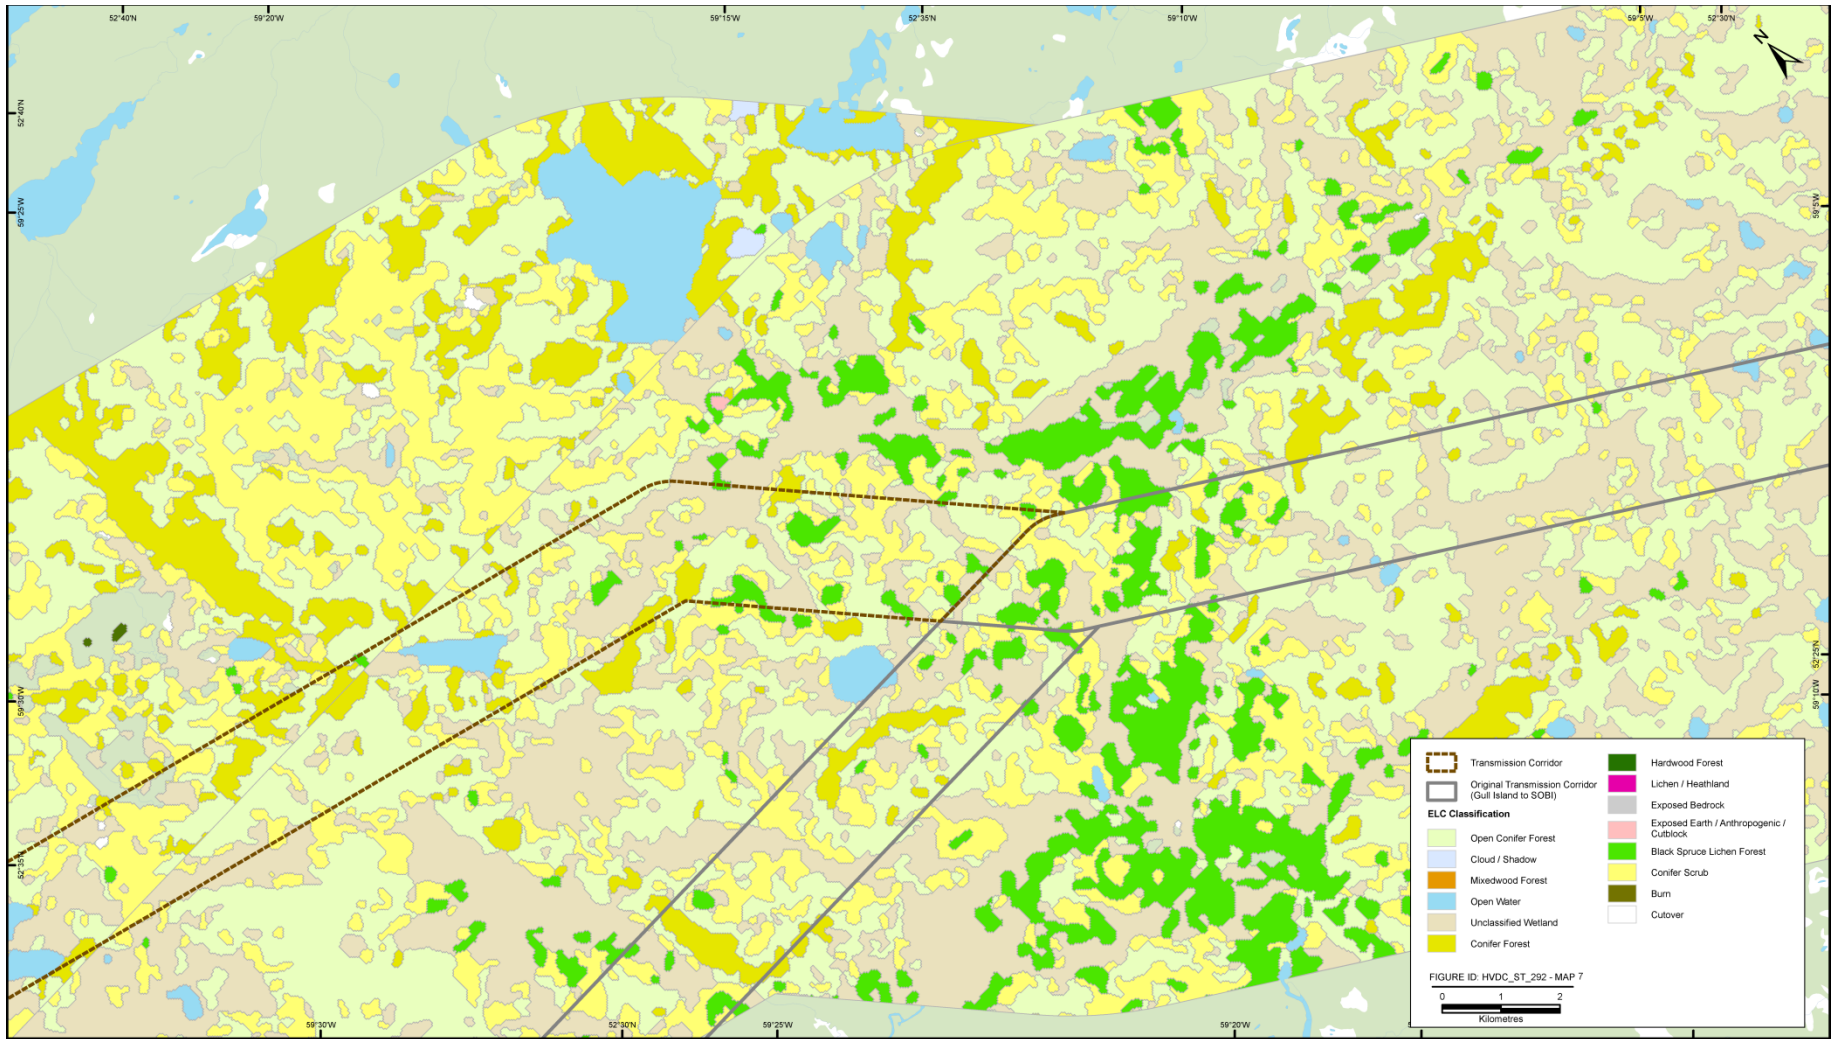 52°40'W
59°20'W
59°15'W
52°35'N
59°10'W
59°5'W
52°30'N
N
52°40'N
59°25'W
59°5'W
59°30'W
52°35'N
52°25'N
59°10'W
Transmission Corridor
Original Transmission Corridor
(Gull Island to SOBI)
ELC Classification
Open Conifer Forest
Cloud / Shadow
Mixedwood Forest
Open Water
Unclassified Wetland
Conifer Forest
Hardwood Forest
Lichen / Heathland
Exposed Bedrock
Exposed Earth / Anthropogenic /
Cutblock
Black Spruce Lichen Forest
Conifer Scrub
Burn
Cutover
FIGURE ID: HVDC_ST_292 - MAP 7
0 1 2
Kilometres
59°30'W
52°30'N
59°25'W
59°20'W